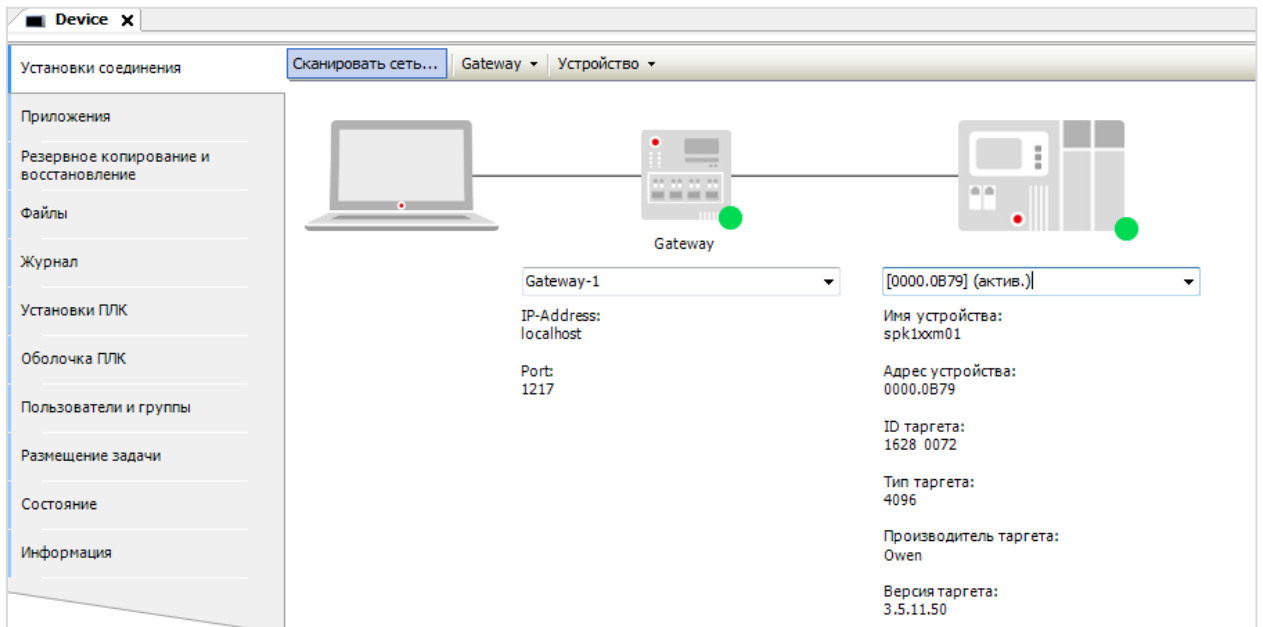 Device
Установки соединения
Приложения
Резервное копирование и
восстановление
Файлы
Журнал
Установки ПЛК
Оболочка ПЛК
Пользователи и группы
Размещение задачи
Состояние
Информация
Сканировать сеть... Gateway Устройство
Gateway
Gateway-1
IP-Address:
localhost
Port:
1217
[0000.0B79] (актив.)
Имя устройства:
spk1xxm01
Адрес устройства:
0000.0B79
ID таргета:
1628 0072
Тип таргета:
4096
Производитель таргета:
Owen
Версия таргета:
3.5.11.50